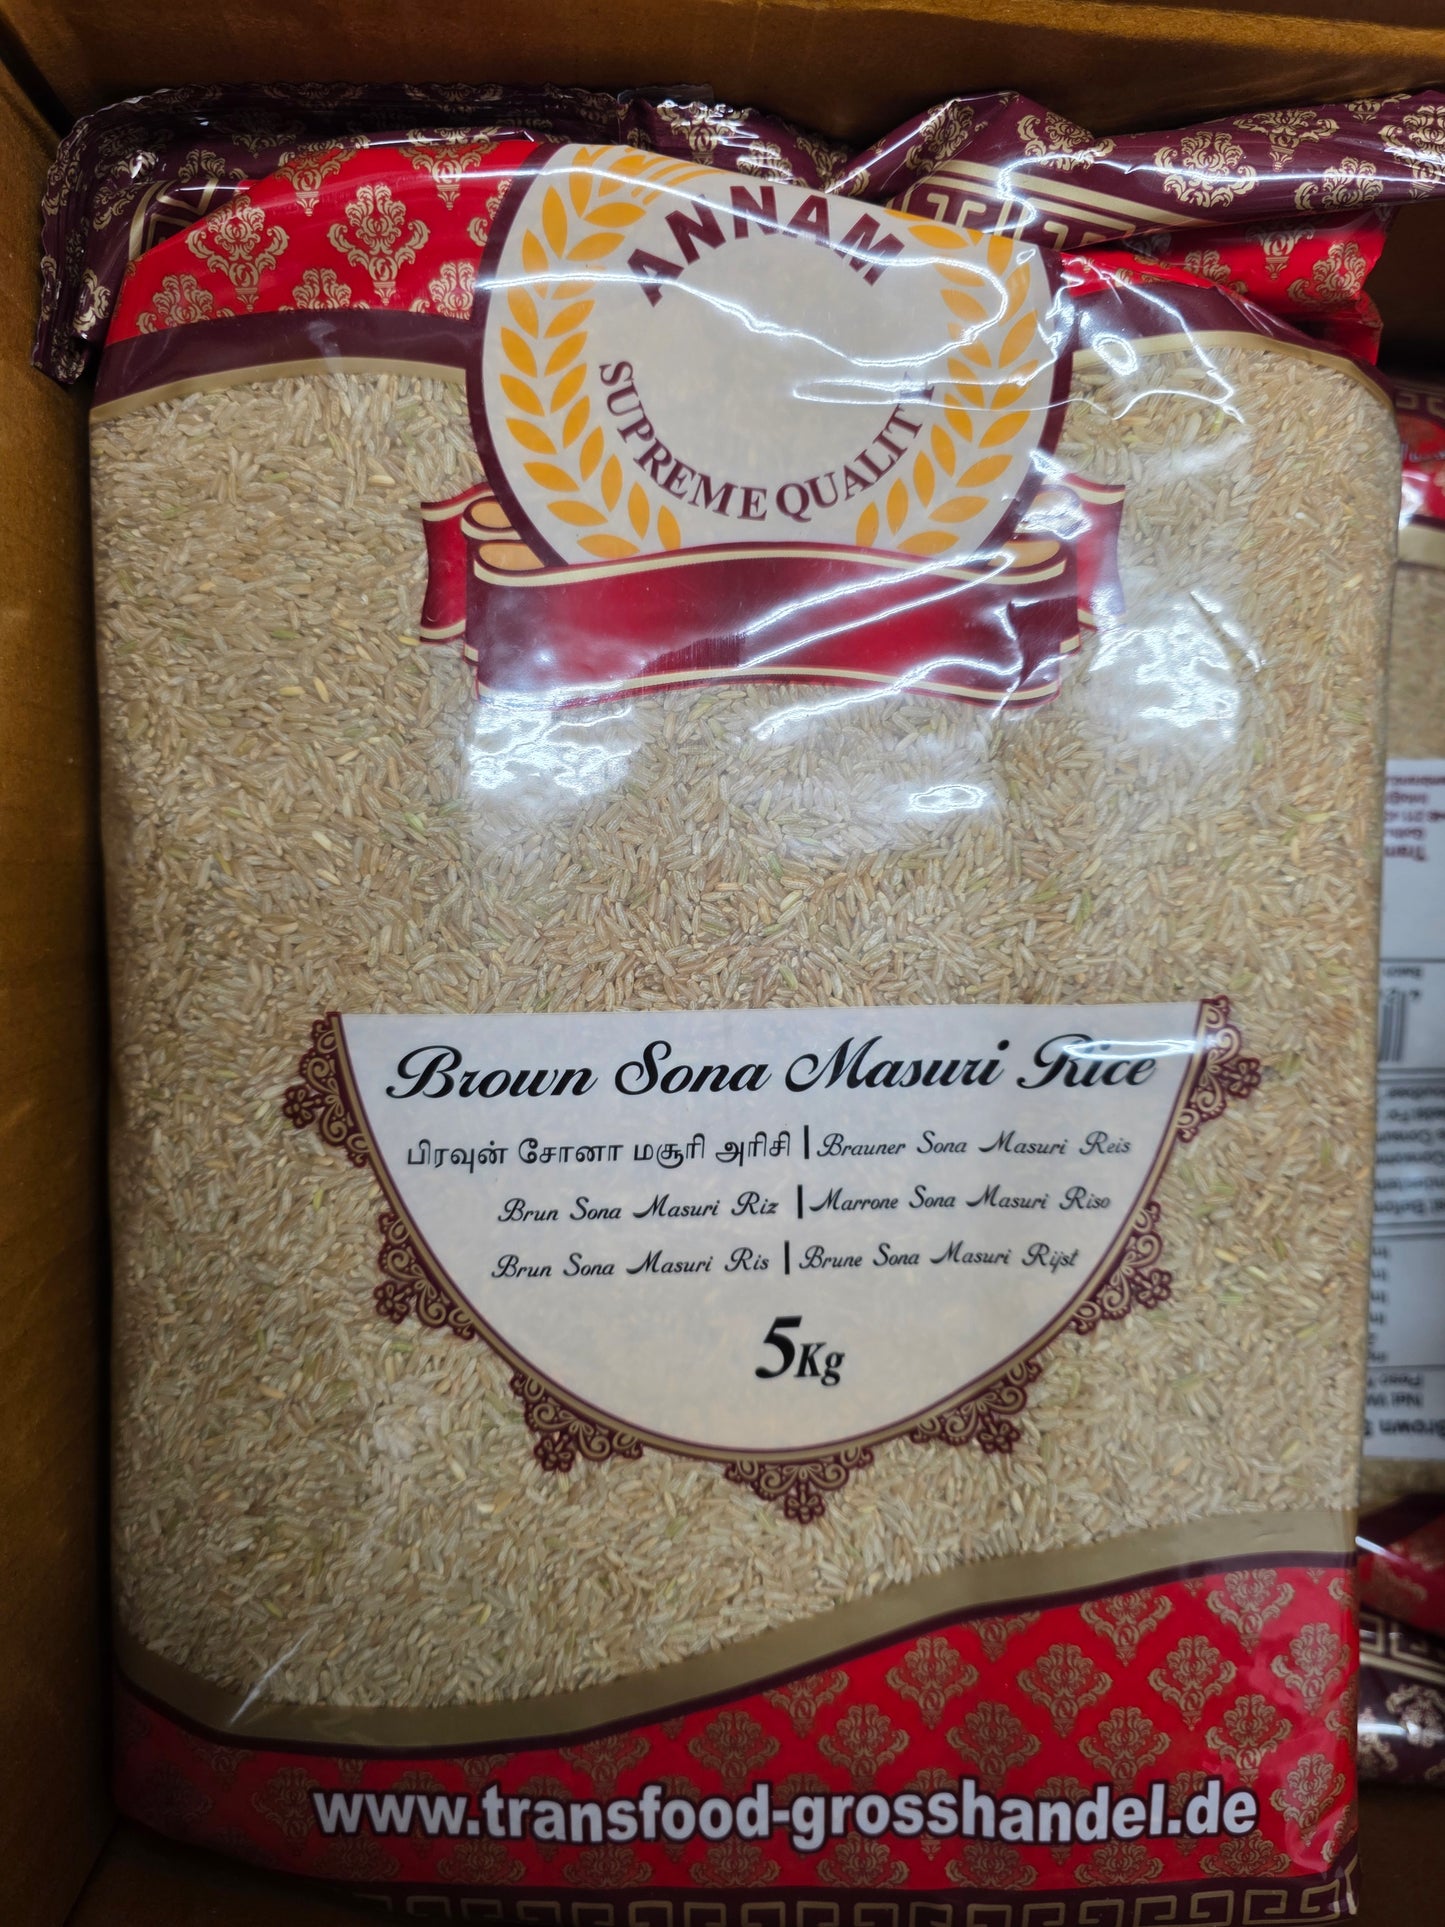 ANNAM
SUPREME QUALITY
Brown Sona Masuri Rice
பிரவுன் சோனா மசூரி அரிசி | Brauner Sona Masuri Reis
Brun Sona Masuri Riz | Marrone Sona Masuri Riso
Brun Sona Masuri Ris | Brune Sona Masuri Rijst
5Kg
www.transfood-grosshandel.de